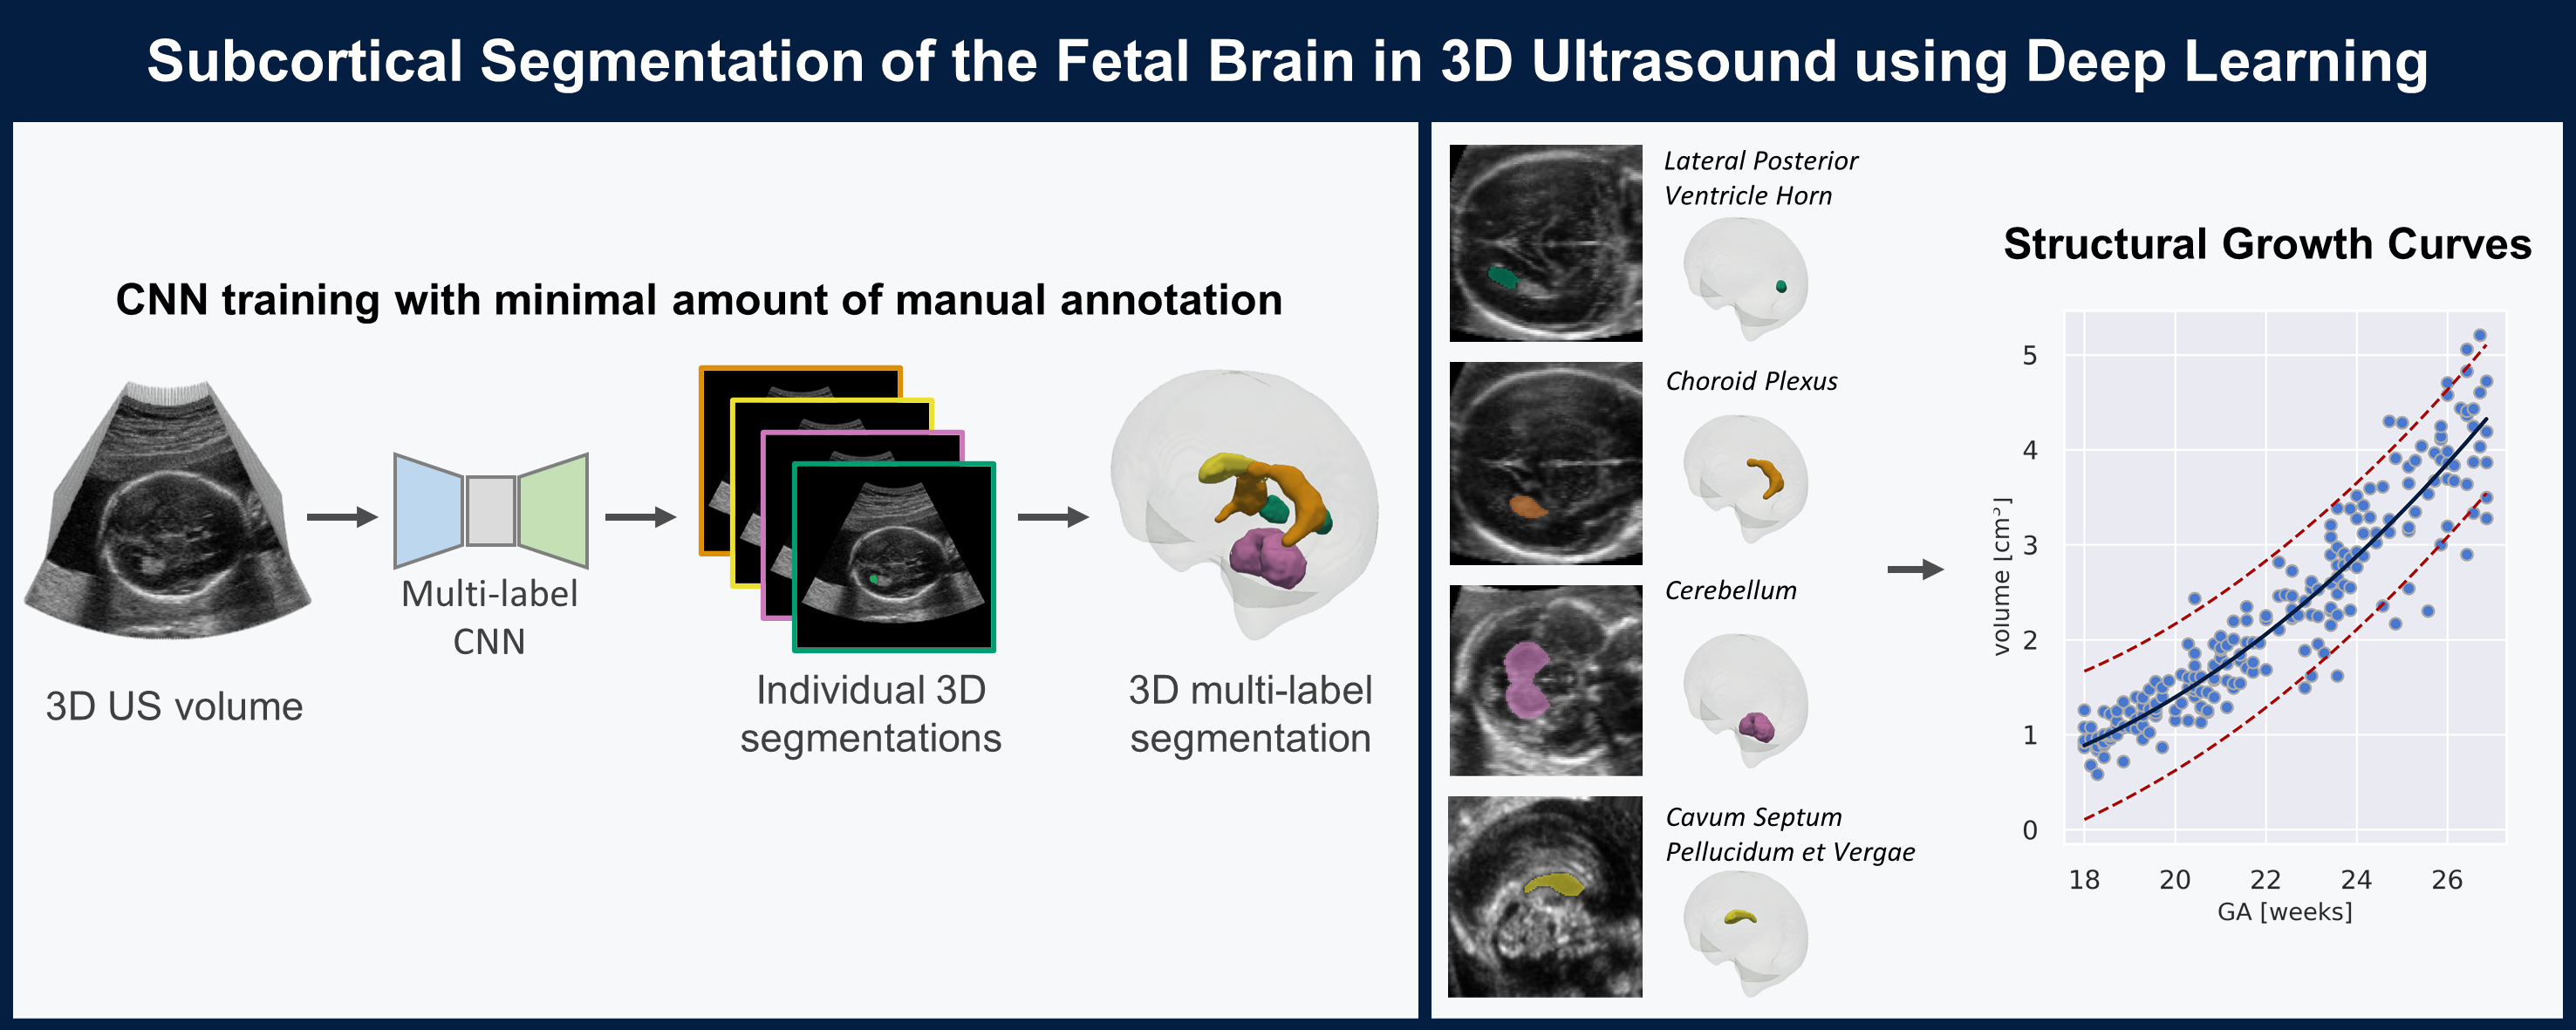 Subcortical Segmentation of the Fetal Brain in 3D Ultrasound using Deep Learning
CNN training with minimal amount of manual annotation
3D US volume
Multi-label
CNN
Individual 3D
segmentations
3D multi-label
segmentation
Lateral Posterior
Ventricle Horn
Choroid Plexus
Cerebellum
Cavum Septum
Pellucidum et Vergae
Structural Growth Curves
volume [cm³]
5
4
3
2
1
0
18 20 22 24 26
GA [weeks]